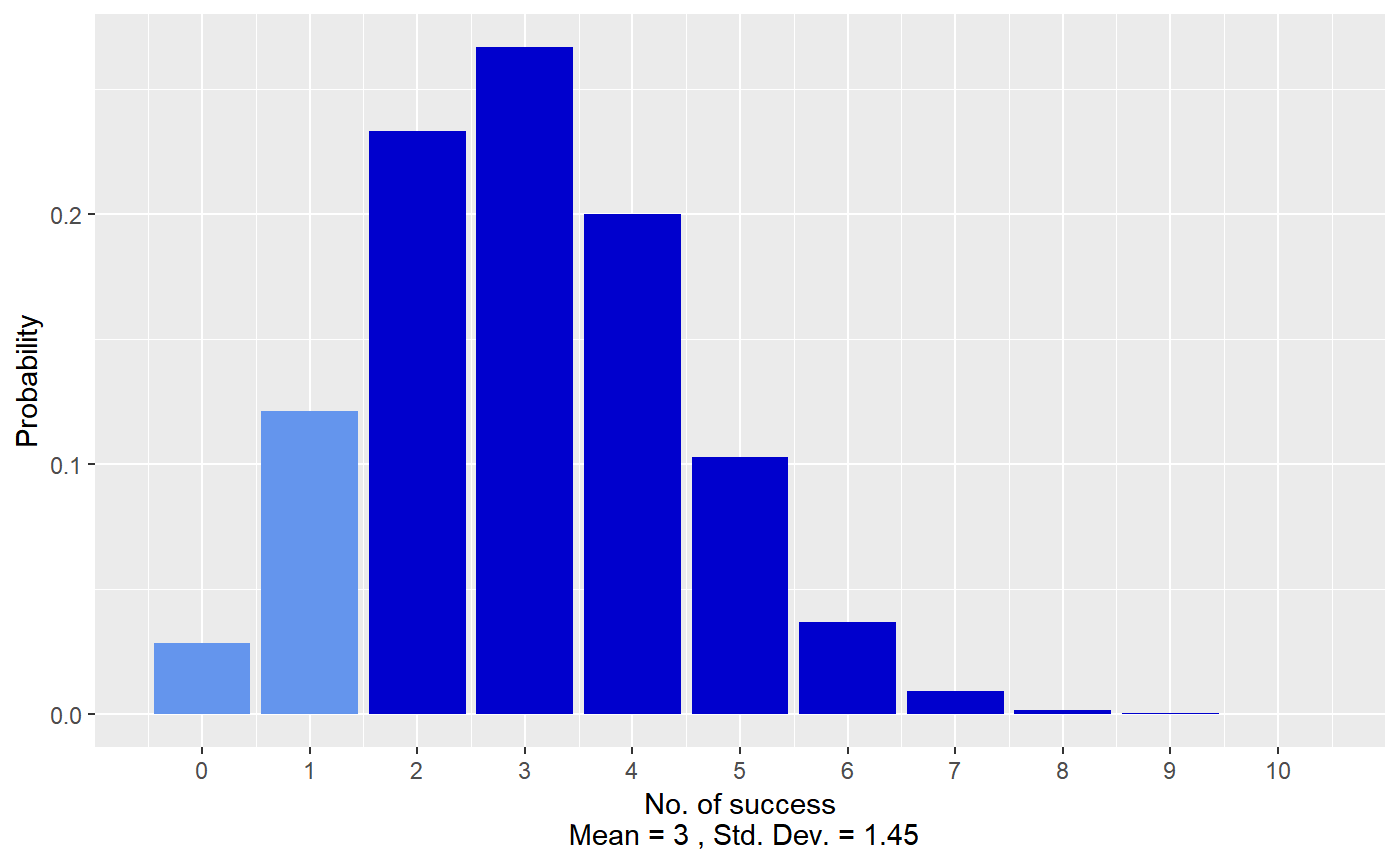 Probability
0.2
0.1
0.0
0 1 2 3 4 5 6 7 8 9 10
No. of success
Mean = 3 , Std. Dev. = 1.45